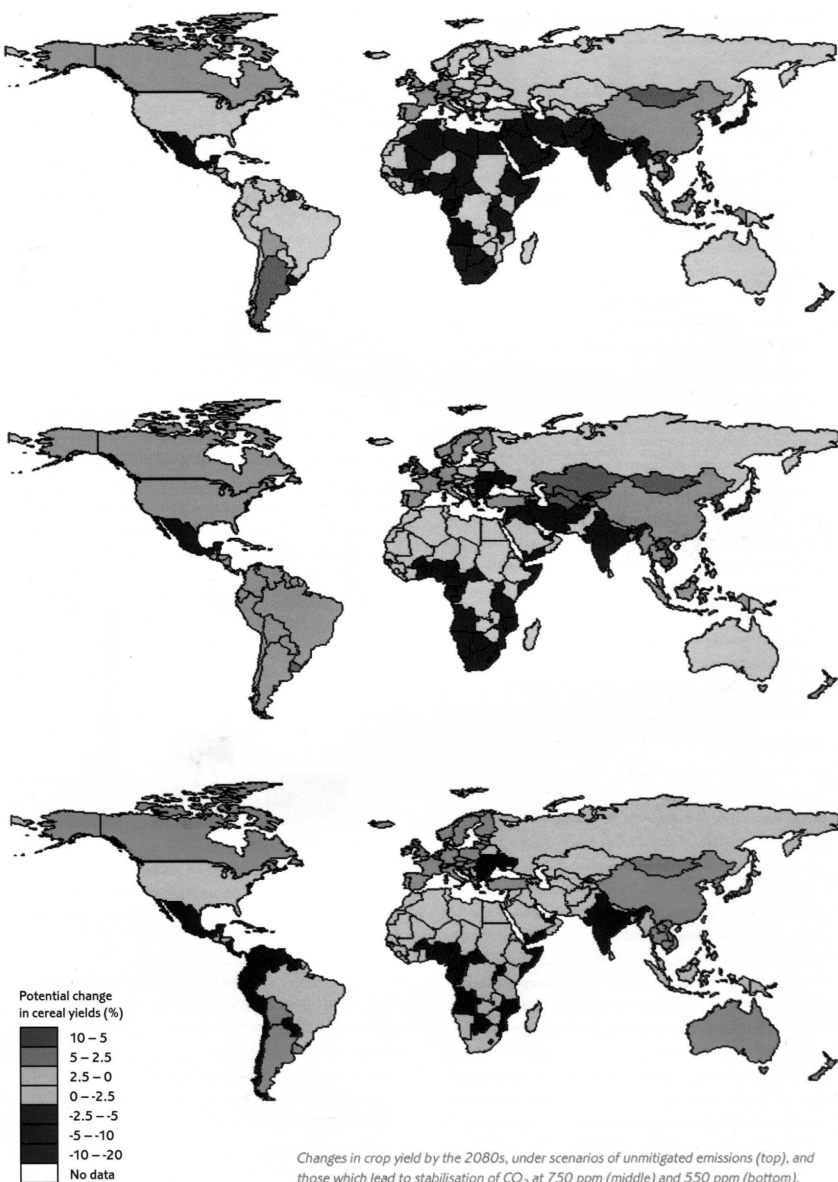 Potential change
in cereal yields (%)
10 – 5
5 – 2.5
2.5 – 0
0 – -2.5
-2.5 – -5
-5 – -10
-10 – -20
No data
Changes in crop yield by the 2080s, under scenarios of unmitigated emissions (top), and
those which lead to stabilisation of CO₂ at 750 ppm (middle) and 550 ppm (bottom).